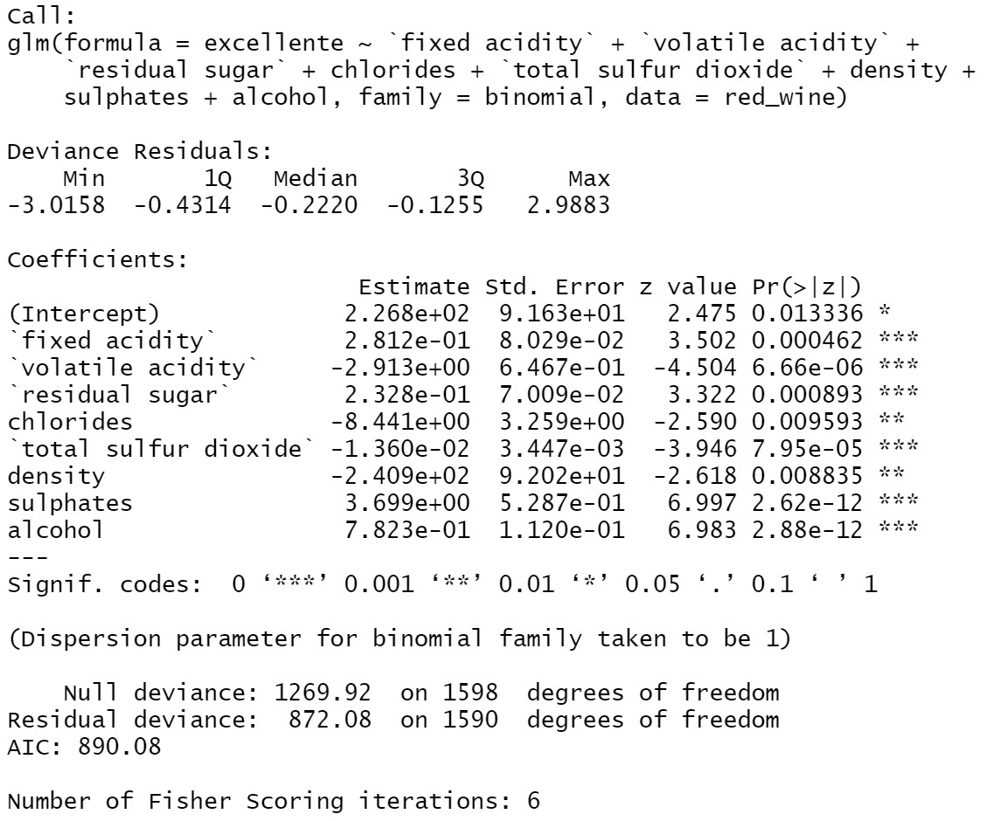 Call:
glm(formula = excellente ~ `fixed acidity` + `volatile acidity` +
    `residual sugar` + chlorides + `total sulfur dioxide` + density +
    sulphates + alcohol, family = binomial, data = red_wine)

Deviance Residuals:
    Min       1Q   Median       3Q      Max
-3.0158  -0.4314  -0.2220  -0.1255   2.9883

Coefficients:
                         Estimate Std. Error z value Pr(>|z|)
(Intercept)             2.268e+02  9.163e+01   2.475 0.013336 *
`fixed acidity`         2.812e-01  8.029e-02   3.502 0.000462 ***
`volatile acidity`     -2.913e+00  6.467e-01  -4.504 6.66e-06 ***
`residual sugar`        2.328e-01  7.009e-02   3.322 0.000893 ***
chlorides              -8.441e+00  3.259e+00  -2.590 0.009593 **
`total sulfur dioxide` -1.360e-02  3.447e-03  -3.946 7.95e-05 ***
density                -2.409e+02  9.202e+01  -2.618 0.008835 **
sulphates               3.699e+00  5.287e-01   6.997 2.62e-12 ***
alcohol                 7.823e-01  1.120e-01   6.983 2.88e-12 ***
---
Signif. codes:  0 ‘***’ 0.001 ‘**’ 0.01 ‘*’ 0.05 ‘.’ 0.1 ‘ ’ 1

(Dispersion parameter for binomial family taken to be 1)

    Null deviance: 1269.92  on 1598  degrees of freedom
Residual deviance:  872.08  on 1590  degrees of freedom
AIC: 890.08

Number of Fisher Scoring iterations: 6